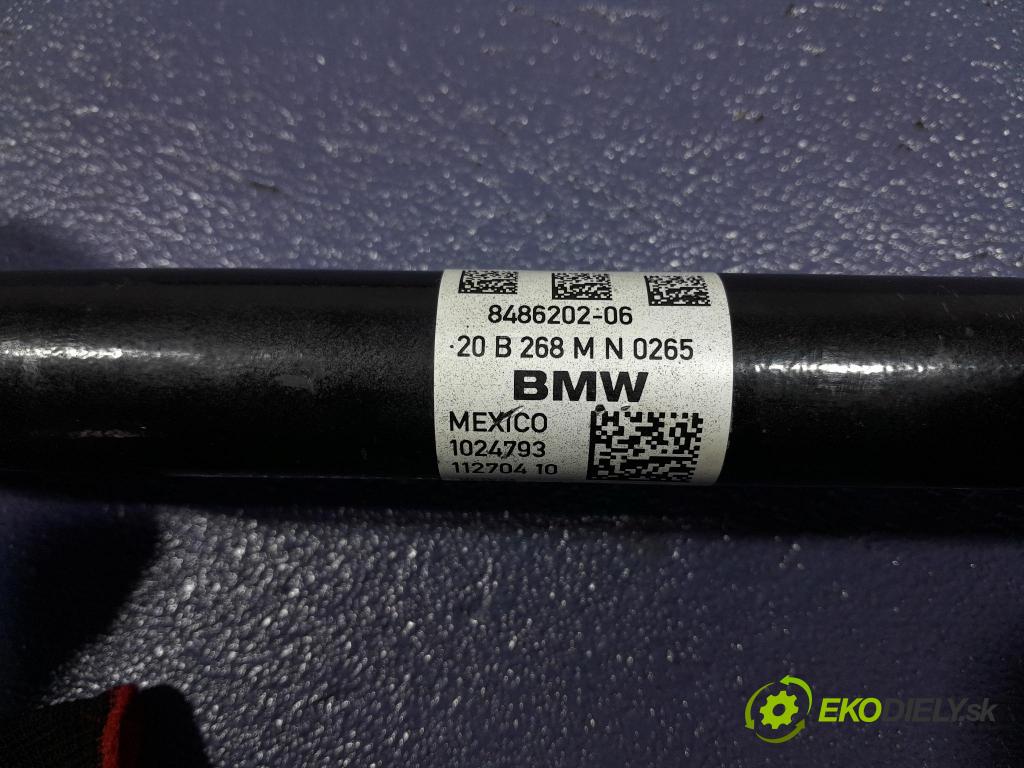 8486202-06
20 B 268 M N 0265
BMW
MEXICO
1024793
112704 10
EKODIELY.sk